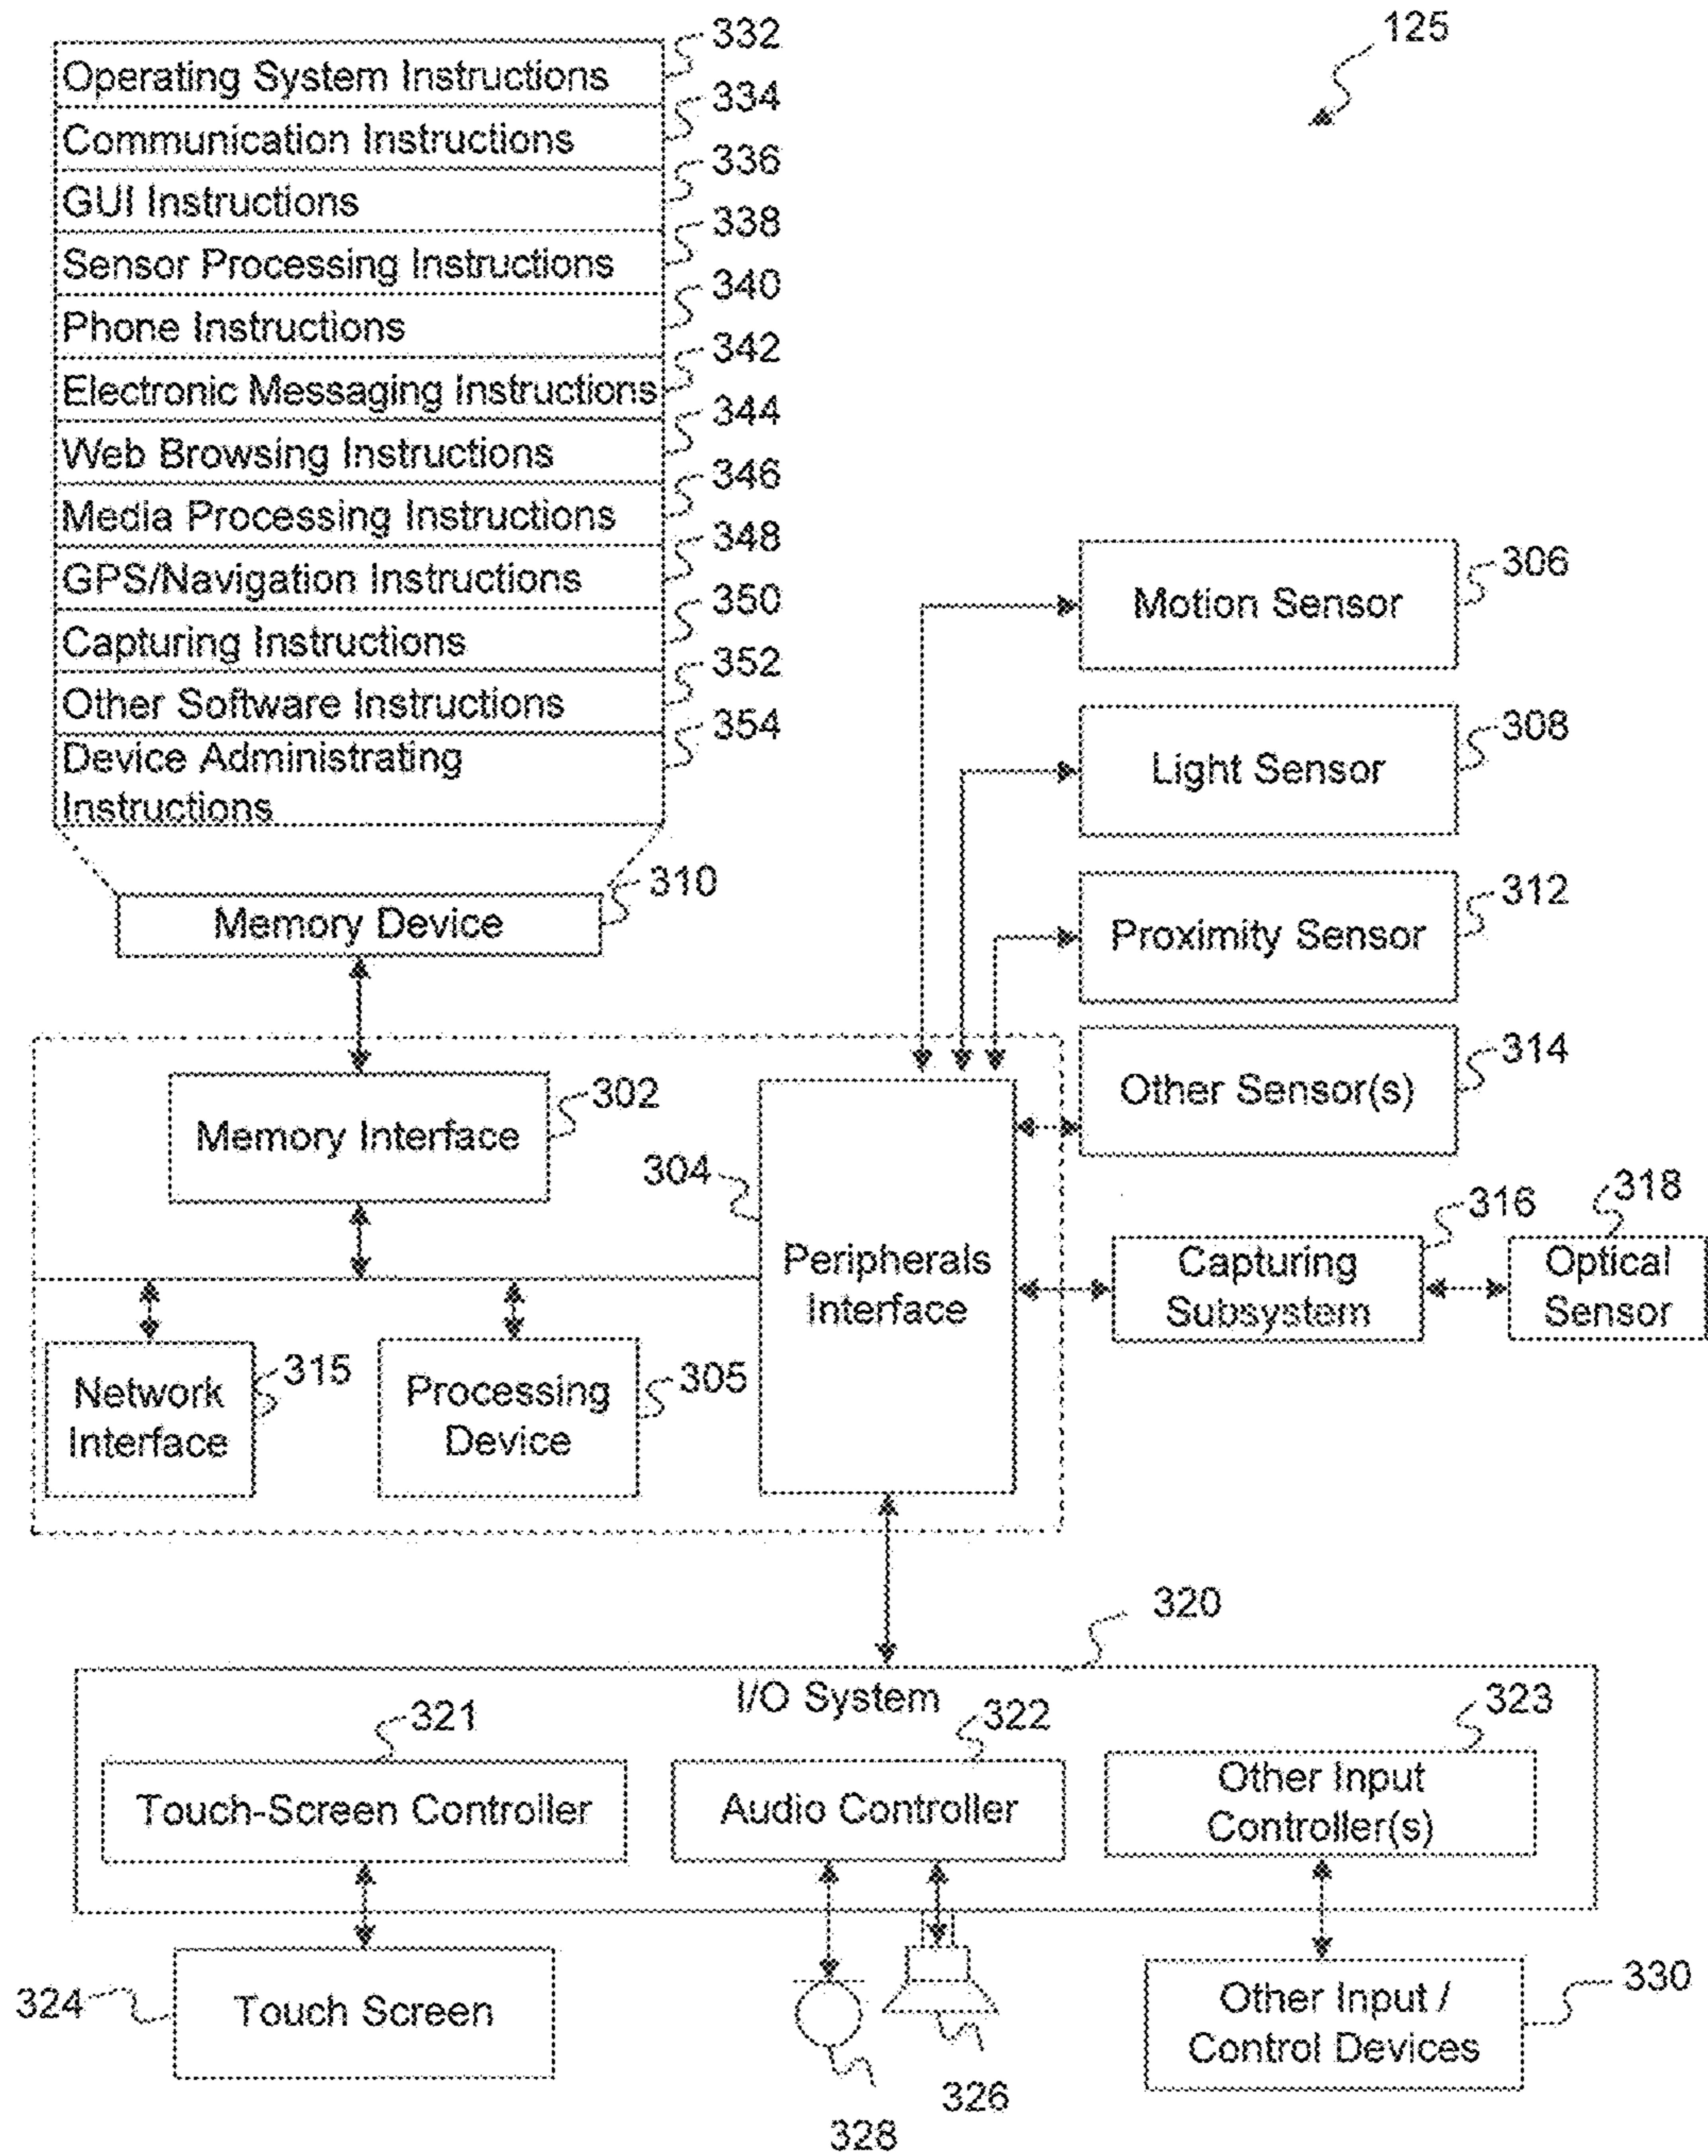 125
332
Operating System Instructions
334
Communication Instructions
336
GUI Instructions
338
Sensor Processing Instructions
340
Phone Instructions
342
Electronic Messaging Instructions
344
Web Browsing Instructions
346
Media Processing Instructions
348
GPS/Navigation Instructions
350
Capturing Instructions
352
Other Software Instructions
354
Device Administrating
Instructions
310
Memory Device
306
Motion Sensor
308
Light Sensor
312
Proximity Sensor
314
Other Sensor(s)
302
Memory Interface
304
Peripherals
Interface
316
Capturing
Subsystem
318
Optical
Sensor
315
Network
Interface
305
Processing
Device
320
I/O System
321
Touch-Screen Controller
322
Audio Controller
323
Other Input
Controller(s)
324
Touch Screen
328
326
330
Other Input /
Control Devices